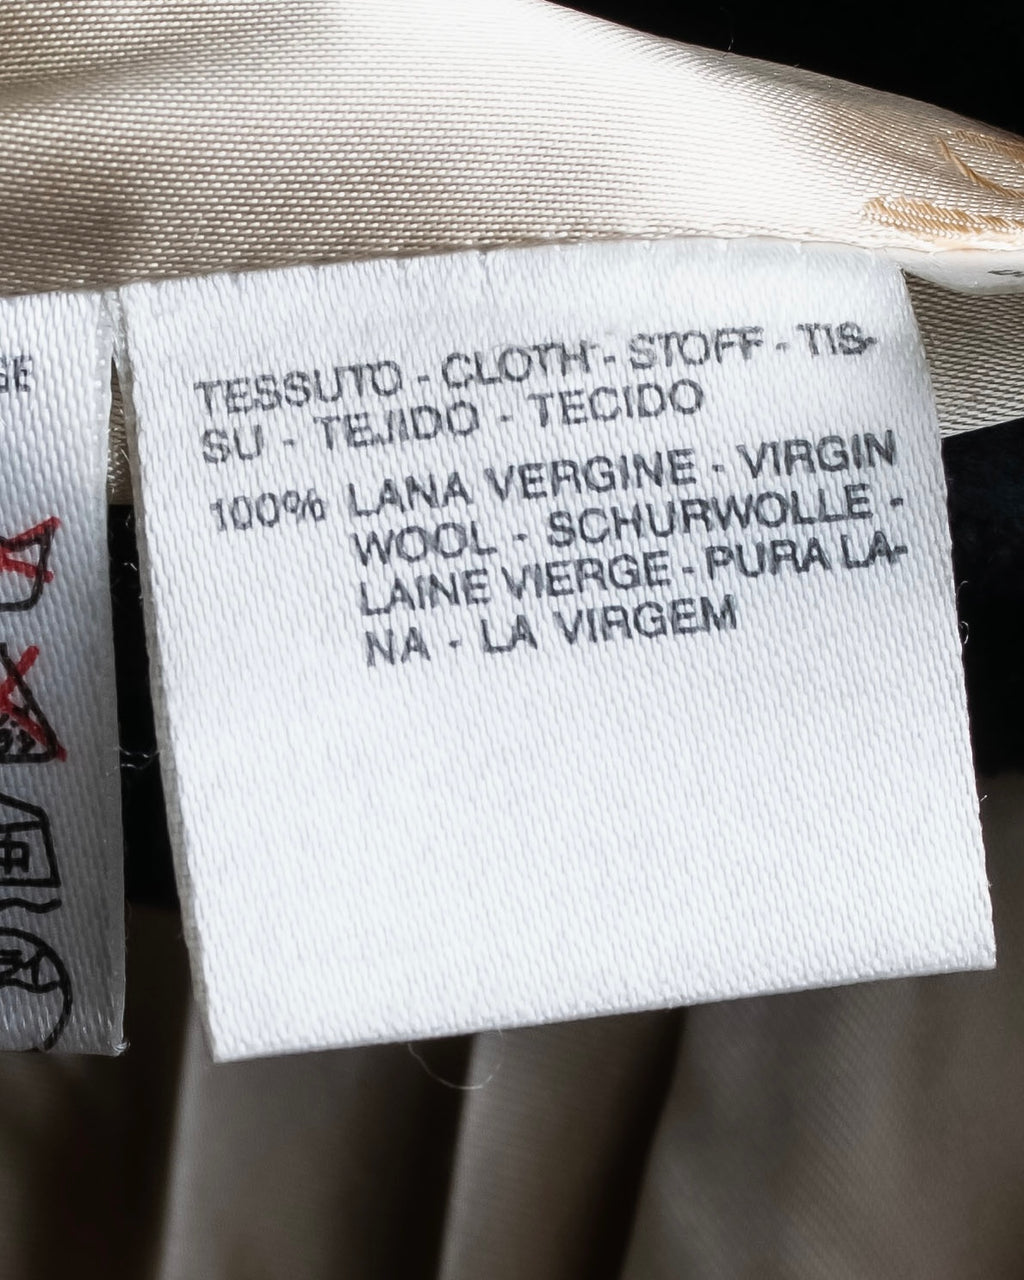 TESSUTO - CLOTH - STOFF - TIS-
SU - TEJIDO - TECIDO
100% LANA VERGINE - VIRGIN
WOOL - SCHURWOLLE -
LAINE VIERGE - PURA LA-
NA - LA VIRGEM